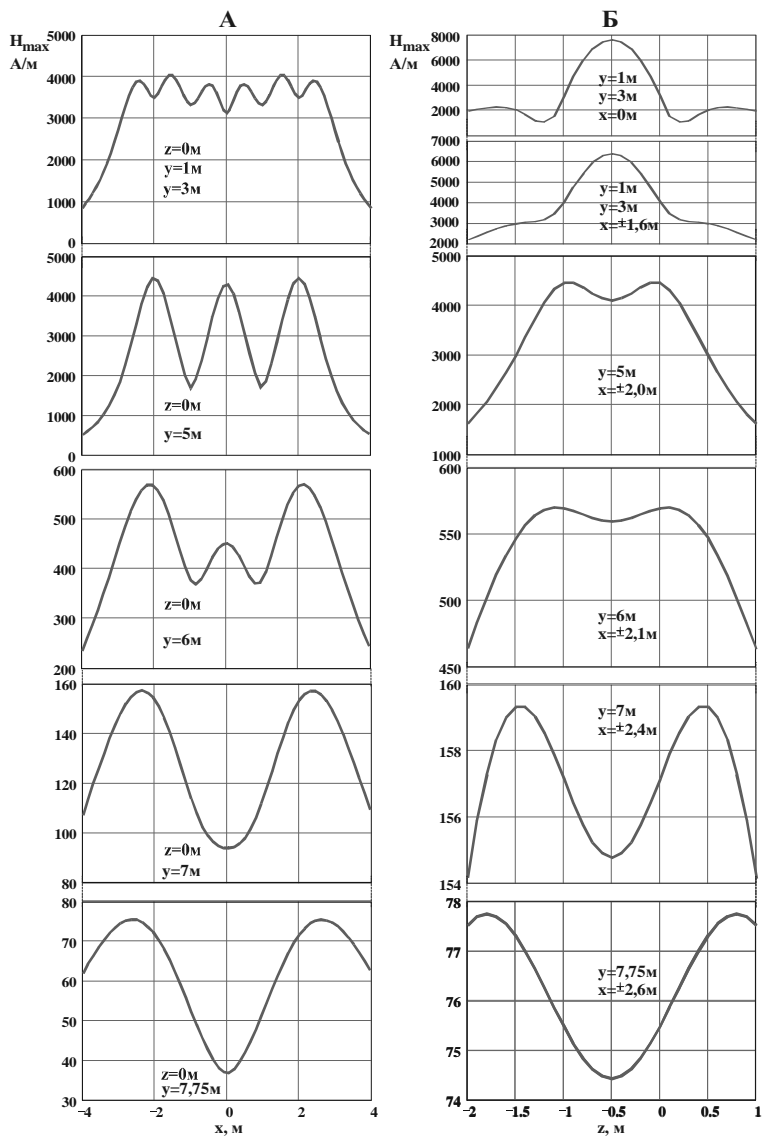 А
H max
А/м
5000
4000
3000
2000
1000
0
z=0м
y=1м
y=3м
5000
4000
3000
2000
1000
0
z=0м
y=5м
600
500
400
300
200
z=0м
y=6м
160
140
120
100
80
z=0м
y=7м
80
70
60
50
40
30
z=0м
y=7,75м
−4 −2 0 2 4
x, м
Б
H max
А/м
8000
6000
4000
2000
y=1м
y=3м
x=0м
7000
6000
5000
4000
3000
2000
y=1м
y=3м
x=±1,6м
5000
4000
3000
2000
1000
y=5м
x=±2,0м
600
550
500
450
y=6м
x=±2,1м
160
158
156
154
y=7м
x=±2,4м
78
77
76
75
74
y=7,75м
x=±2,6м
−2 −1.5 −1 −0.5 0 0.5 1
z, м